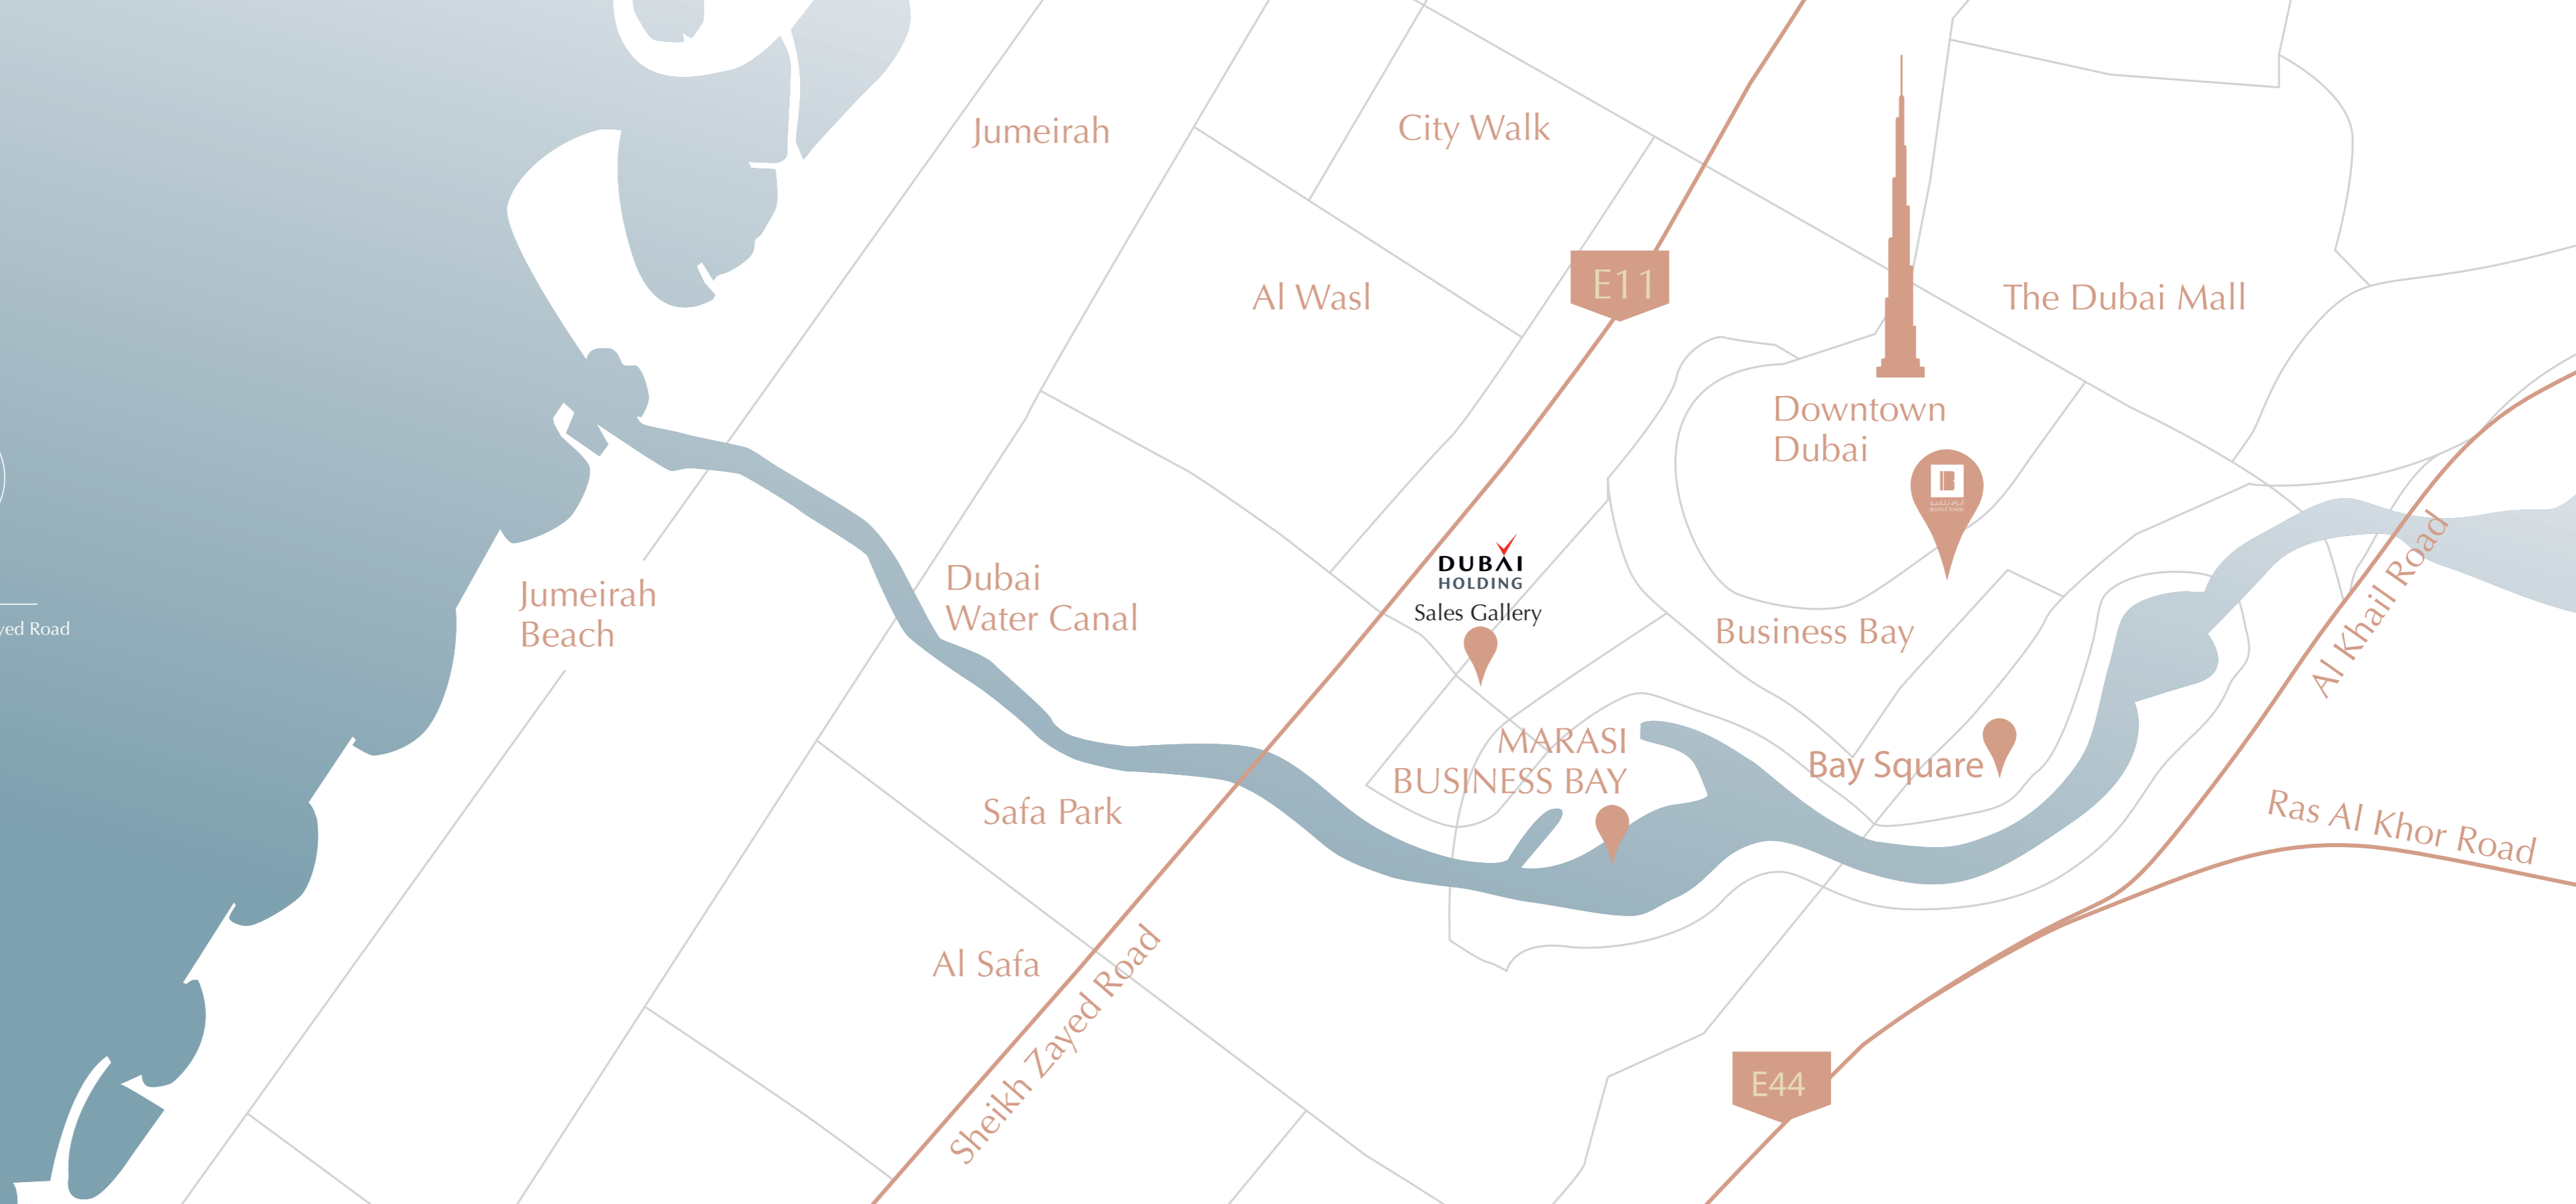 Jumeirah
City Walk
Al Wasl
E11
The Dubai Mall
Downtown
Dubai
B
DUBAI
HOLDING
Sales Gallery
Dubai
Water Canal
Jumeirah
Beach
yed Road
Business Bay
Al Khail Road
MARASI
BUSINESS BAY
Bay Square
Safa Park
Ras Al Khor Road
Al Safa
Sheikh Zayed Road
E44